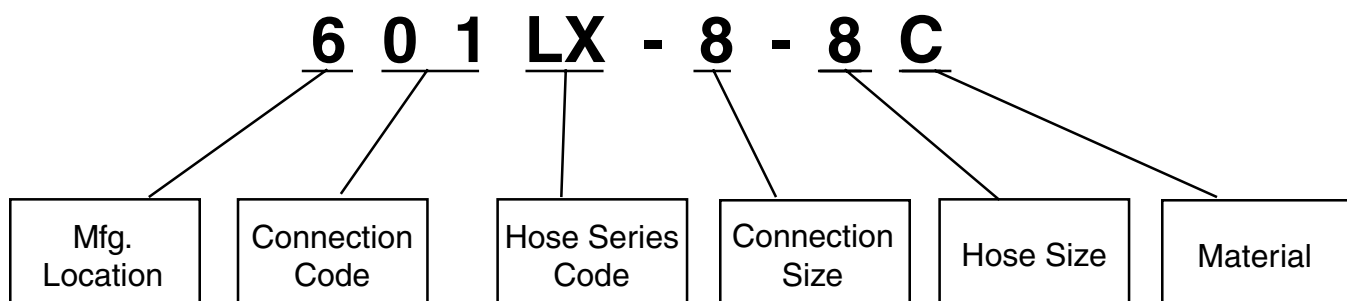 6 0 1 LX - 8 - 8 C
Mfg.
Location
Connection
Code
Hose Series
Code
Connection
Size
Hose Size
Material